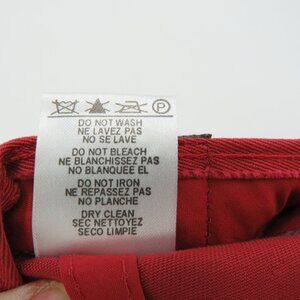 P
DO NOT WASH
NE LAVEZ PAS
NO SE LAVE
DO NOT BLEACH
NE BLANCHISSEZ PAS
NO BLANQUEE EL
DO NOT IRON
NE REPASSEZ PAS
NO PLANCHE
DRY CLEAN
SEC NETTOYEZ
SECO LIMPIE